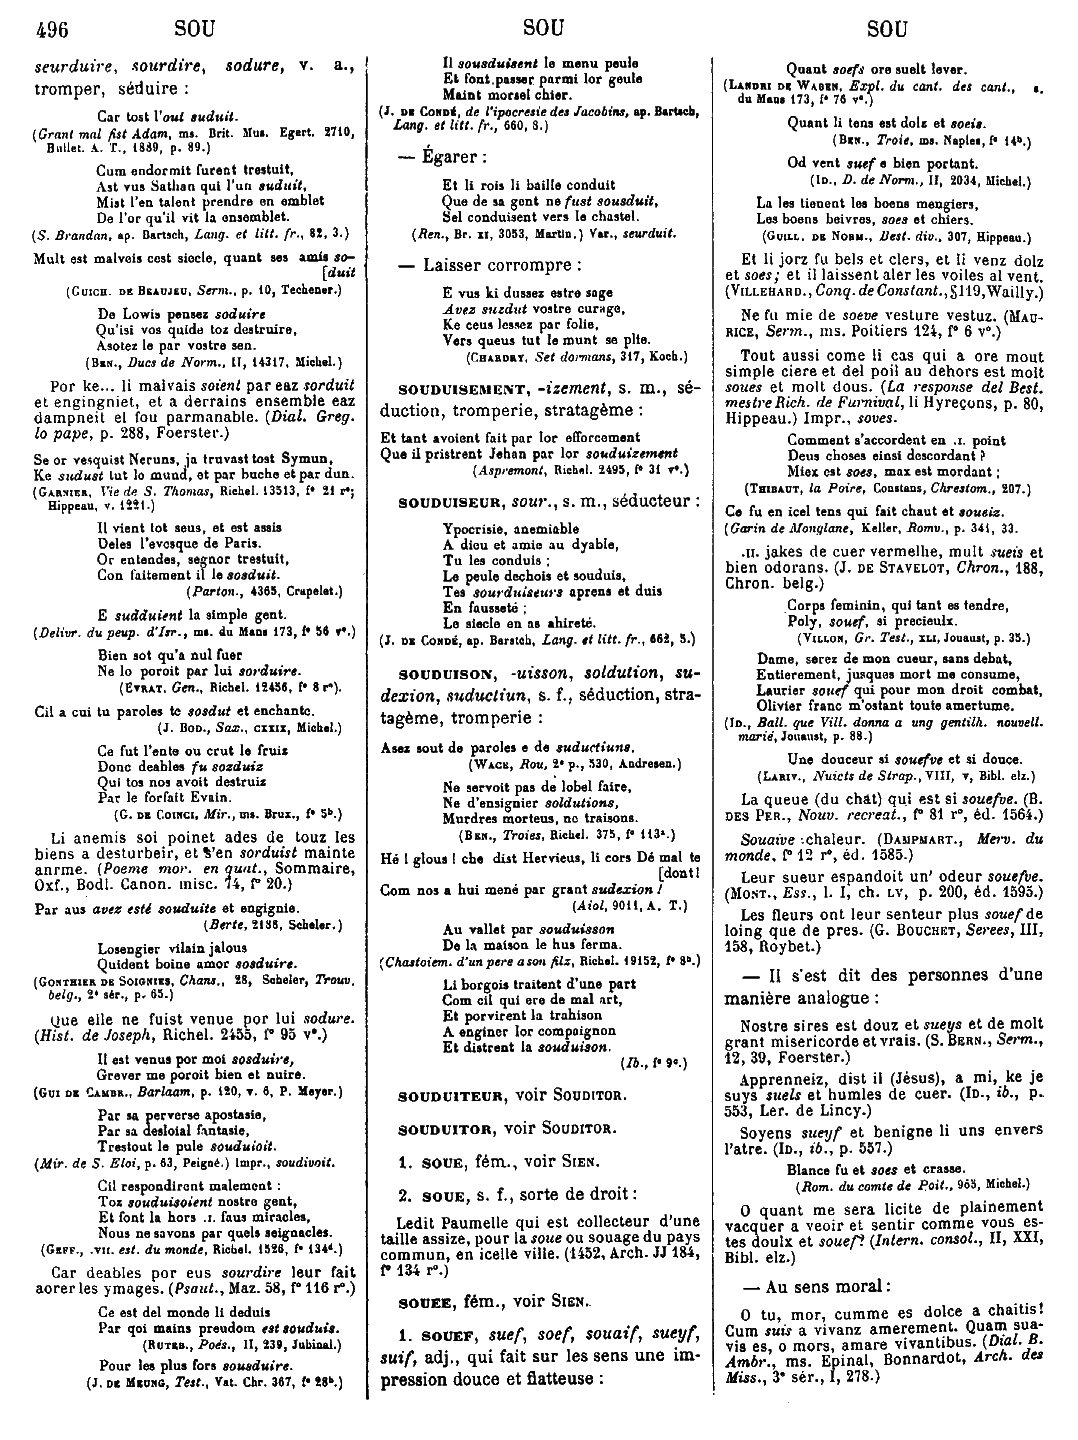 496 SOU SOU SOU
seurduire, sourdire, sodure, v. a.,
tromper, séduire :
Car tost l'out suduit.
(Grant mal fist Adam, ms. Brit. Mus. Egert. 2710,
Bullet. A. T., 1889, p. 89.)
Cum endormit furent trestuit,
Ast vus Sathan qui l'un suduit,
Mist l'en talent prendre en emblet
De l'or qu'il vit la ensemblet.
(S. Brandan, ap. Bartsch, Lang. et litt. fr., 82, 3.)
Mult est malvois cest siecle, quant ses amis so-
[duit
(Guich. de Beaujeu, Serm., p. 10, Techener.)
De Lowis pensez soduire
Qu'isi vos quide toz destruire,
Asotez le par vostre sen.
(Ben., Ducs de Norm., II, 14317, Michel.)
Por ke... li malvais soient par eaz sorduit
et engingniet, et a derrains ensemble eaz
dampneit el fou parmanable. (Dial. Greg.
lo pape, p. 288, Foerster.)
Se or vesquist Neruns, ja truvast tost Symun,
Ke sudust tut lo mund, et par buche et par dun.
(Garnier, Vie de S. Thomas, Richel. 13513, f° 21 r°;
Hippeau, v. 1221.)
Il vient tot seus, et est assis
Deles l'evosque de Paris.
Or entendes, segnor trestuit,
Con faitement il le sosduit.
(Parton., 4365, Crapelet.)
E sudduient la simple gent.
(Delivr. du peup. d'Isr., ms. du Mans 173, f° 56 v°.)
Bien sot qu'a nul fuer
Ne lo poroit par lui sorduire.
(Evrat, Gen., Richel. 12456, f° 8 r°).
Cil a cui tu paroles te sosdut et enchante.
(J. Bod., Sax., cxxix, Michel.)
Ce fut l'ente ou crut le fruiz
Donc deables fu sozduiz
Qui tos nos avoit destruiz
Par le forfait Evain.
(G. de Coinci, Mir., ms. Brux., f° 5ᵇ.)
Li anemis soi poinet ades de touz les
biens a desturbeir, et s'en sorduist mainte
anrme. (Poeme mor. en quat., Sommaire,
Oxf., Bodl. Canon. misc. 74, f° 20.)
Par aus avez esté souduite et engignie.
(Berte, 2188, Scheler.)
Losengier vilain jalous
Quident boine amor sosduire.
(Gonthier de Soignies, Chans., 28, Scheler, Trouv.
belg., 2ᵉ sér., p. 65.)
Que elle ne fuist venue por lui sodure.
(Hist. de Joseph, Richel. 2455, f° 95 v°.)
Il est venus por moi sosduire,
Grever me poroit bien et nuire.
(Gui de Cambr., Barlaam, p. 120, v. 6, P. Meyer.)
Par sa perverse apostasie,
Par sa desloial fantasie,
Trestout le pule souduioit.
(Mir. de S. Eloi, p. 63, Peigné.) Impr., soudivoit.
Cil respondirent malement :
Toz souduisoient nostre gent,
Et font la hors .I. faus miracles,
Nous ne savons par quels seignacles.
(Geff., .vii. est. du monde, Richel. 1526, f° 134ᵈ.)
Car deables por eus sourdire leur fait
aorer les ymages. (Psaut., Maz. 58, f° 116 r°.)
Ce est del monde li deduis
Par qoi mains preudom est souduis.
(Ruteb., Poés., II, 239, Jubinal.)
Pour les plus fors sousduire.
(J. de Meung, Test., Vat. Chr. 367, f° 28ᵇ.)
Il sousduisent le menu peule
Et font passer parmi lor geule
Maint morsel chier.
(J. de Condé, de l'ipocresie des Jacobins, ap. Bartsch,
Lang. et litt. fr., 660, 8.)
— Égarer :
Et li rois li baille conduit
Que de sa gent ne fust sousduit,
Sel conduisent vers le chastel.
(Ren., Br. xi, 3053, Martin.) Var., seurduit.
— Laisser corrompre :
E vus ki dussez estre sage
Avez suzdut vostre curage,
Ke ceus lessez par folie,
Vers queus tut le munt se plie.
(Chardry, Set dormans, 317, Koch.)
SOUDUISEMENT, -izement, s. m., sé-
duction, tromperie, stratagème :
Et tant avoient fait par lor efforcement
Que il pristrent Jehan par lor souduizement
(Aspremont, Richel. 2495, f° 31 v°.)
SOUDUISEUR, sour., s. m., séducteur :
Ypocrisie, anemiable
A dieu et amie au dyable,
Tu les conduis ;
Le peule dechois et souduis,
Tes sourduiseurs aprens et duis
En fausseté ;
Le siecle en as ahireté.
(J. de Condé, ap. Barstch, Lang. et litt. fr., 662, 5.)
SOUDUISON, -uisson, soldution, su-
dexion, suductiun, s. f., séduction, stra-
tagème, tromperie :
Asez sout de paroles e de suductiuns.
(Wace, Rou, 2ᵉ p., 530, Andresen.)
Ne servoit pas de lobel faire,
Ne d'ensignier soldutions,
Murdres morteus, ne traisons.
(Ben., Troies, Richel. 375, f° 113ᵃ.)
Hé ! glous ! che dist Hervieus, li cors Dé mal te
[dont!
Com nos a hui mené par grant sudexion !
(Aiol, 9011, A. T.)
Au vallet par souduisson
De la maison le hus ferma.
(Chastoiem. d'un pere a son filz, Richel. 19152, f° 8ᵇ.)
Li borgois traitent d'une part
Com cil qui ere de mal art,
Et porvirent la trahison
A enginer lor compaignon
Et distrent la souduison.
(Ib., f° 9ᶜ.)
SOUDUITEUR, voir Souditor.
SOUDUITOR, voir Souditor.
1. SOUE, fém., voir Sien.
2. SOUE, s. f., sorte de droit :
Ledit Paumelle qui est collecteur d'une
taille assize, pour la soue ou souage du pays
commun, en icelle ville. (1452, Arch. JJ 184,
f° 134 r°.)
SOUEE, fém., voir Sien.
1. SOUEF, suef, soef, souaif, sueyf,
suif, adj., qui fait sur les sens une im-
pression douce et flatteuse :
Quant soefs ore suelt lever.
(Landri de Waben, Expl. du cant. des cant., s.
du Mans 173, f° 76 v°.)
Quant li tens est dolz et soeis.
(Ben., Troie, ms. Naples, f° 14ᵇ.)
Od vent suef e bien portant.
(Id., D. de Norm., II, 2034, Michel.)
La les tienent les boens mengiers,
Les boens beivres, soes et chiers.
(Guill. de Norm., Best. div., 307, Hippeau.)
Et li jorz fu bels et clers, et li venz dolz
et soes; et il laissent aler les voiles al vent.
(Villehard., Conq. de Constant., §119, Wailly.)
Ne fu mie de soeve vesture vestuz. (Mau-
rice, Serm., ms. Poitiers 124, f° 6 v°.)
Tout aussi come li cas qui a ore mout
simple ciere et del poil au dehors est molt
soues et molt dous. (La response del Best.
mestre Rich. de Furnival, li Hyreçons, p. 80,
Hippeau.) Impr., soves.
Comment s'accordent en .I. point
Deus choses einsi descordant ?
Miex est soes, max est mordant ;
(Thibaut, la Poire, Constans, Chrestom., 207.)
Ce fu en icel tens qui fait chaut et soueiz.
(Garin de Monglane, Keller, Romv., p. 341, 33.
.II. jakes de cuer vermelhe, mult sueis et
bien odorans. (J. de Stavelot, Chron., 188,
Chron. belg.)
Corps feminin, qui tant es tendre,
Poly, souef, si precieulx.
(Villon, Gr. Test., xli, Jouaust, p. 35.)
Dame, serez de mon cueur, sans debat,
Entierement, jusques mort me consume,
Laurier souef qui pour mon droit combat,
Olivier franc m'ostant toute amertume.
(Id., Ball. que Vill. donna a ung gentilh. nouvell.
marié, Jouaust, p. 88.)
Une douceur si souefve et si douce.
(Lariv., Nuicts de Strap., VIII, v, Bibl. elz.)
La queue (du chat) qui est si souefve. (B.
des Per., Nouv. recreat., f° 81 r°, éd. 1564.)
Souaive chaleur. (Dampmart., Merv. du
monde, f° 12 r°, éd. 1585.)
Leur sueur espandoit un' odeur souefve.
(Mont., Ess., l. I, ch. lv, p. 200, éd. 1595.)
Les fleurs ont leur senteur plus souef de
loing que de pres. (G. Bouchet, Serees, III,
158, Roybet.)
— Il s'est dit des personnes d'une
manière analogue :
Nostre sires est douz et sueys et de molt
grant misericorde et vrais. (S. Bern., Serm.,
12, 39, Foerster.)
Apprenneiz, dist il (Jésus), a mi, ke je
suys suels et humles de cuer. (Id., ib., p.
553, Ler. de Lincy.)
Soyens sueyf et benigne li uns envers
l'atre. (Id., ib., p. 557.)
Blance fu et soes et crasse.
(Rom. du comte de Poit., 965, Michel.)
O quant me sera licite de plainement
vacquer a veoir et sentir comme vous es-
tes doulx et souef? (Intern. consol., II, XXI,
Bibl. elz.)
— Au sens moral :
O tu, mor, cumme es dolce a chaitis!
Cum suis a vivanz amerement. Quam sua-
vis es, o mors, amare vivantibus. (Dial. B.
Ambr., ms. Epinal, Bonnardot, Arch. des
Miss., 3ᵉ sér., I, 278.)